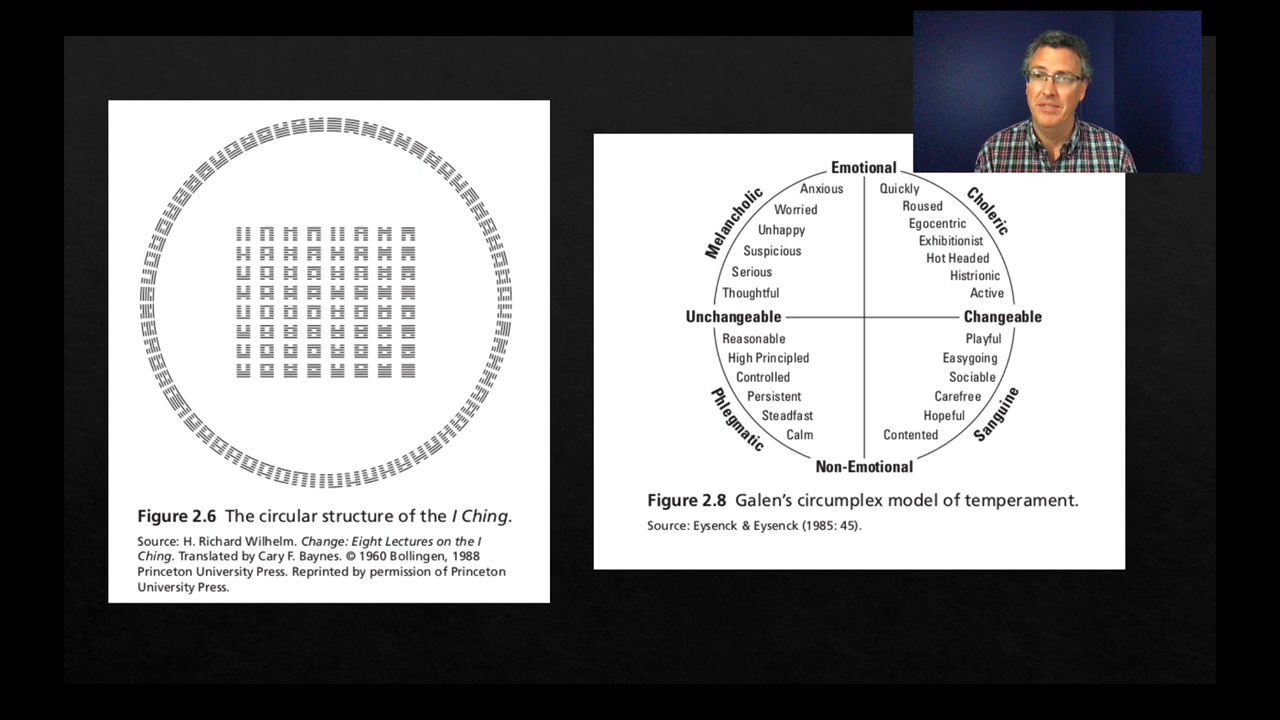 Figure 2.6 The circular structure of the I Ching.
Source: H. Richard Wilhelm. Change: Eight Lectures on the I
Ching. Translated by Cary F. Baynes. © 1960 Bollingen, 1988
Princeton University Press. Reprinted by permission of Princeton
University Press.
Emotional
Melancholic
Anxious
Worried
Unhappy
Suspicious
Serious
Thoughtful
Choleric
Quickly
Roused
Egocentric
Exhibitionist
Hot Headed
Histrionic
Active
Unchangeable
Changeable
Reasonable
High Principled
Controlled
Persistent
Steadfast
Calm
Phlegmatic
Playful
Easygoing
Sociable
Carefree
Hopeful
Contented
Sanguine
Non-Emotional
Figure 2.8 Galen's circumplex model of temperament.
Source: Eysenck & Eysenck (1985: 45).